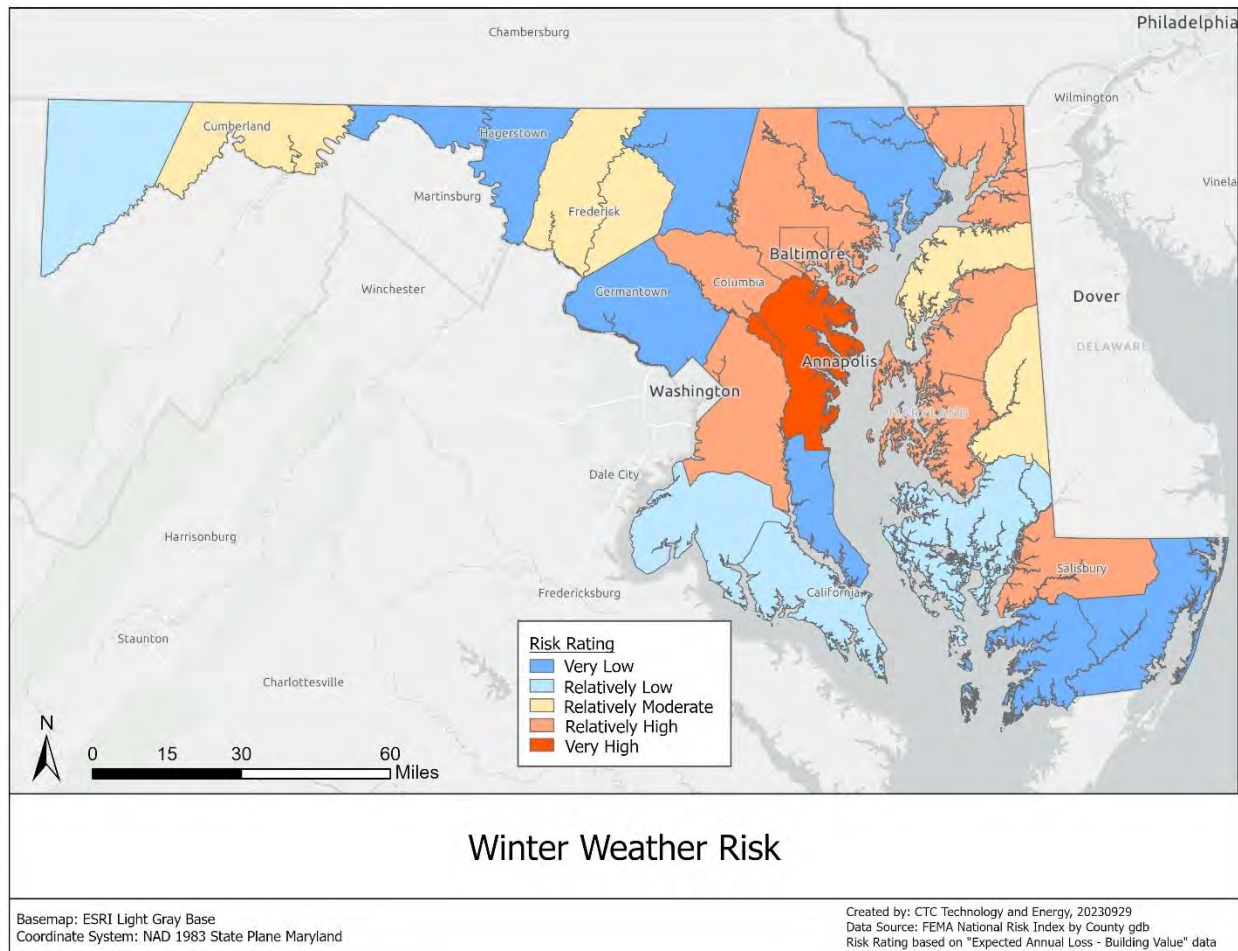 Philadelphia
Chambersburg
Wilmington
Cumberland
Hagerstown
Martinsburg
Vinela
Frederick
Baltimore
Winchester
Germantown
Columbia
Dover
DELAWARE
Annapolis
Washington
MARYLAND
Dale City
Harrisonburg
Salisbury
Fredericksburg
California
Staunton
Charlottesville
Risk Rating
Very Low
Relatively Low
Relatively Moderate
Relatively High
Very High
N
0 15 30 60
Miles
Winter Weather Risk
Basemap: ESRI Light Gray Base
Coordinate System: NAD 1983 State Plane Maryland
Created by: CTC Technology and Energy, 20230929
Data Source: FEMA National Risk Index by County gdb
Risk Rating based on "Expected Annual Loss - Building Value" data